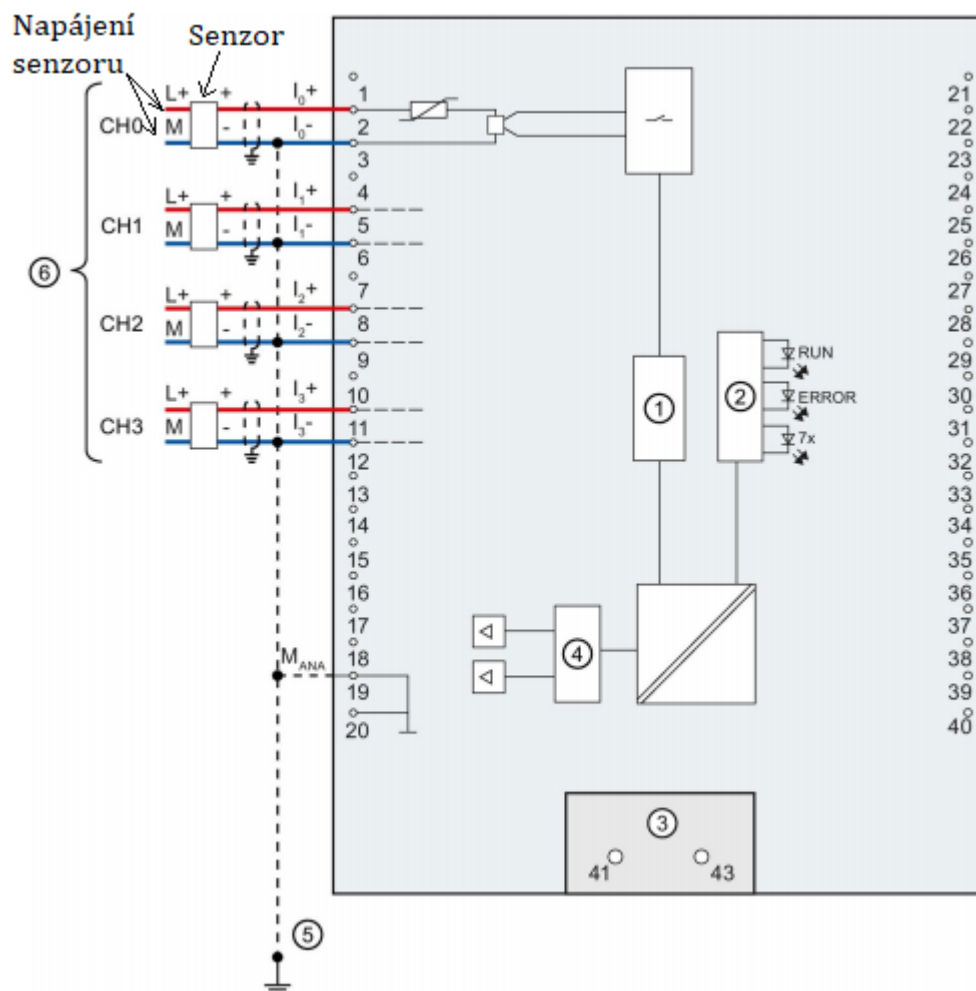 Napájení
senzoru
Senzor
L+ + I0+
CH0
M - I0-
L+ + I1+
CH1
M - I1-
L+ + I2+
CH2
M - I2-
L+ + I3+
CH3
M - I3-
⑥
1
2
3
4
5
6
7
8
9
10
11
12
13
14
15
16
17
18
19
20
MANA
⑤
①
②
RUN
ERROR
7x
④
③
41 43
21
22
23
24
25
26
27
28
29
30
31
32
33
34
35
36
37
38
39
40